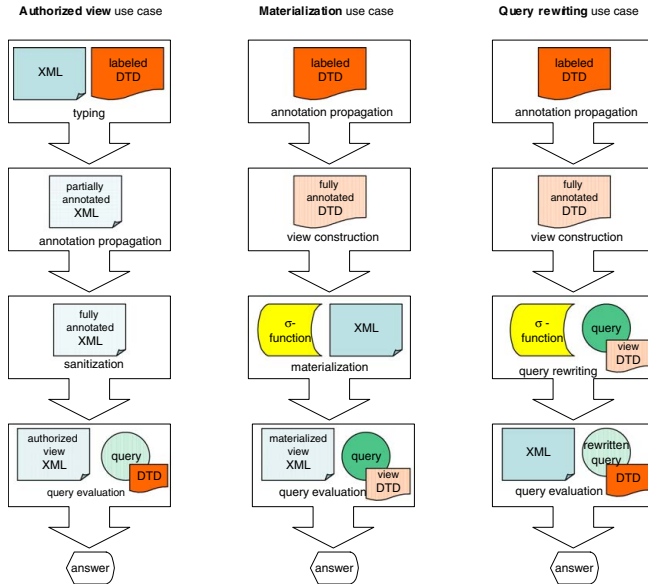 Authorized view use case
XML
labeled
DTD
typing
partially
annotated
XML
annotation propagation
fully
annotated
XML
sanitization
authorized
view
XML
query
DTD
query evaluation
answer
Materialization use case
labeled
DTD
annotation propagation
fully
annotated
DTD
view construction
σ-
function
XML
materialization
materialized
view
XML
query
view
DTD
query evaluation
answer
Query rewriting use case
labeled
DTD
annotation propagation
fully
annotated
DTD
view construction
σ -
function
query
view
DTD
query rewriting
XML
rewritten
query
DTD
query evaluation
answer